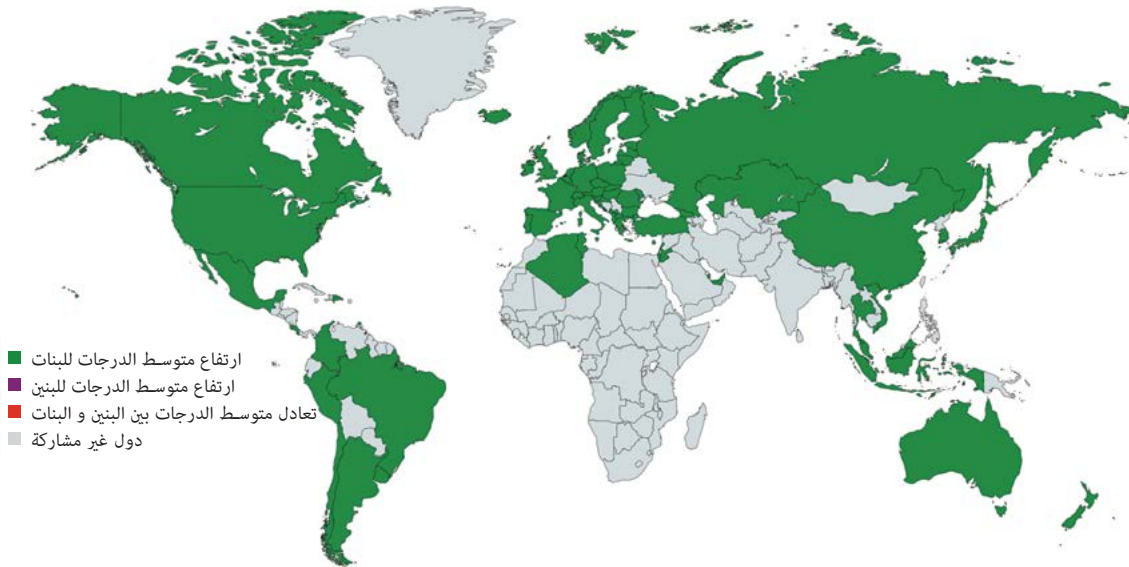 ارتفاع متوسط الدرجات للبنات
ارتفاع متوسط الدرجات للبنين
تعادل متوسط الدرجات بين البنين و البنات
دول غير مشاركة